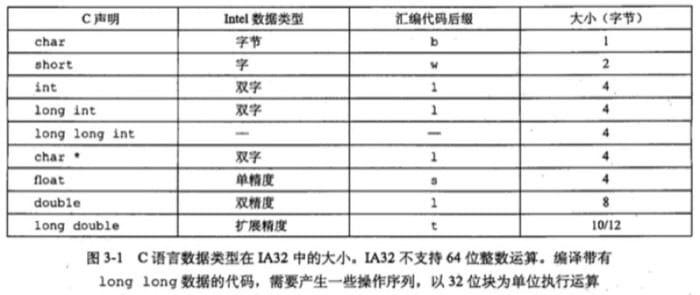 C 声明 Intel 数据类型 汇编代码后缀 大小（字节）
char 字节 b 1
short 字 w 2
int 双字 l 4
long int 双字 l 4
long long int — — 4
char * 双字 l 4
float 单精度 s 4
double 双精度 l 8
long double 扩展精度 t 10/12
图 3-1 C 语言数据类型在 IA32 中的大小。IA32 不支持 64 位整数运算。编译带有
long long 数据的代码，需要产生一些操作序列，以 32 位块为单位执行运算